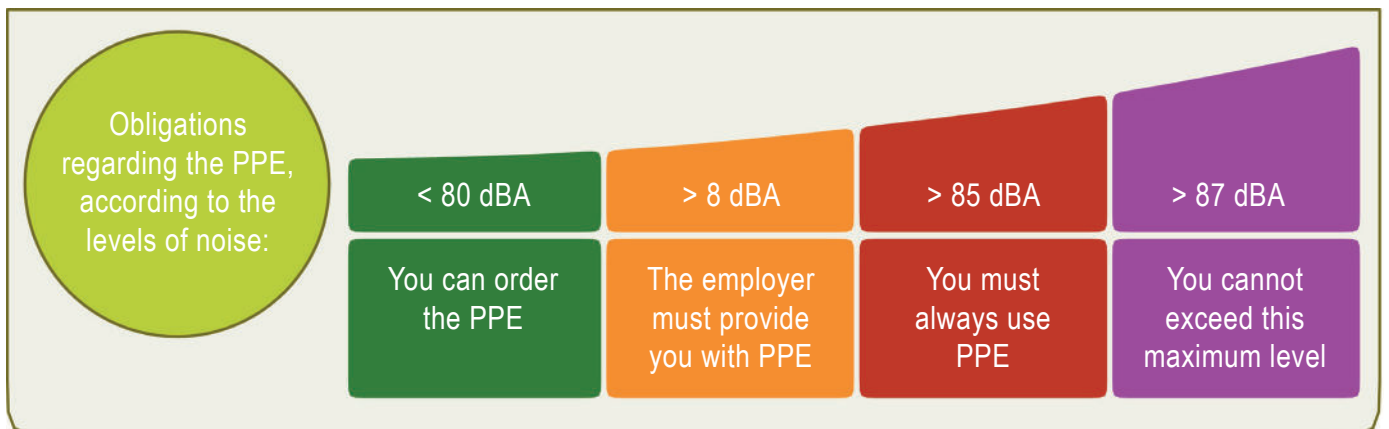 Obligations
regarding the PPE,
according to the
levels of noise:
< 80 dBA
> 8 dBA
> 85 dBA
> 87 dBA
You can order
the PPE
The employer
must provide
you with PPE
You must
always use
PPE
You cannot
exceed this
maximum level